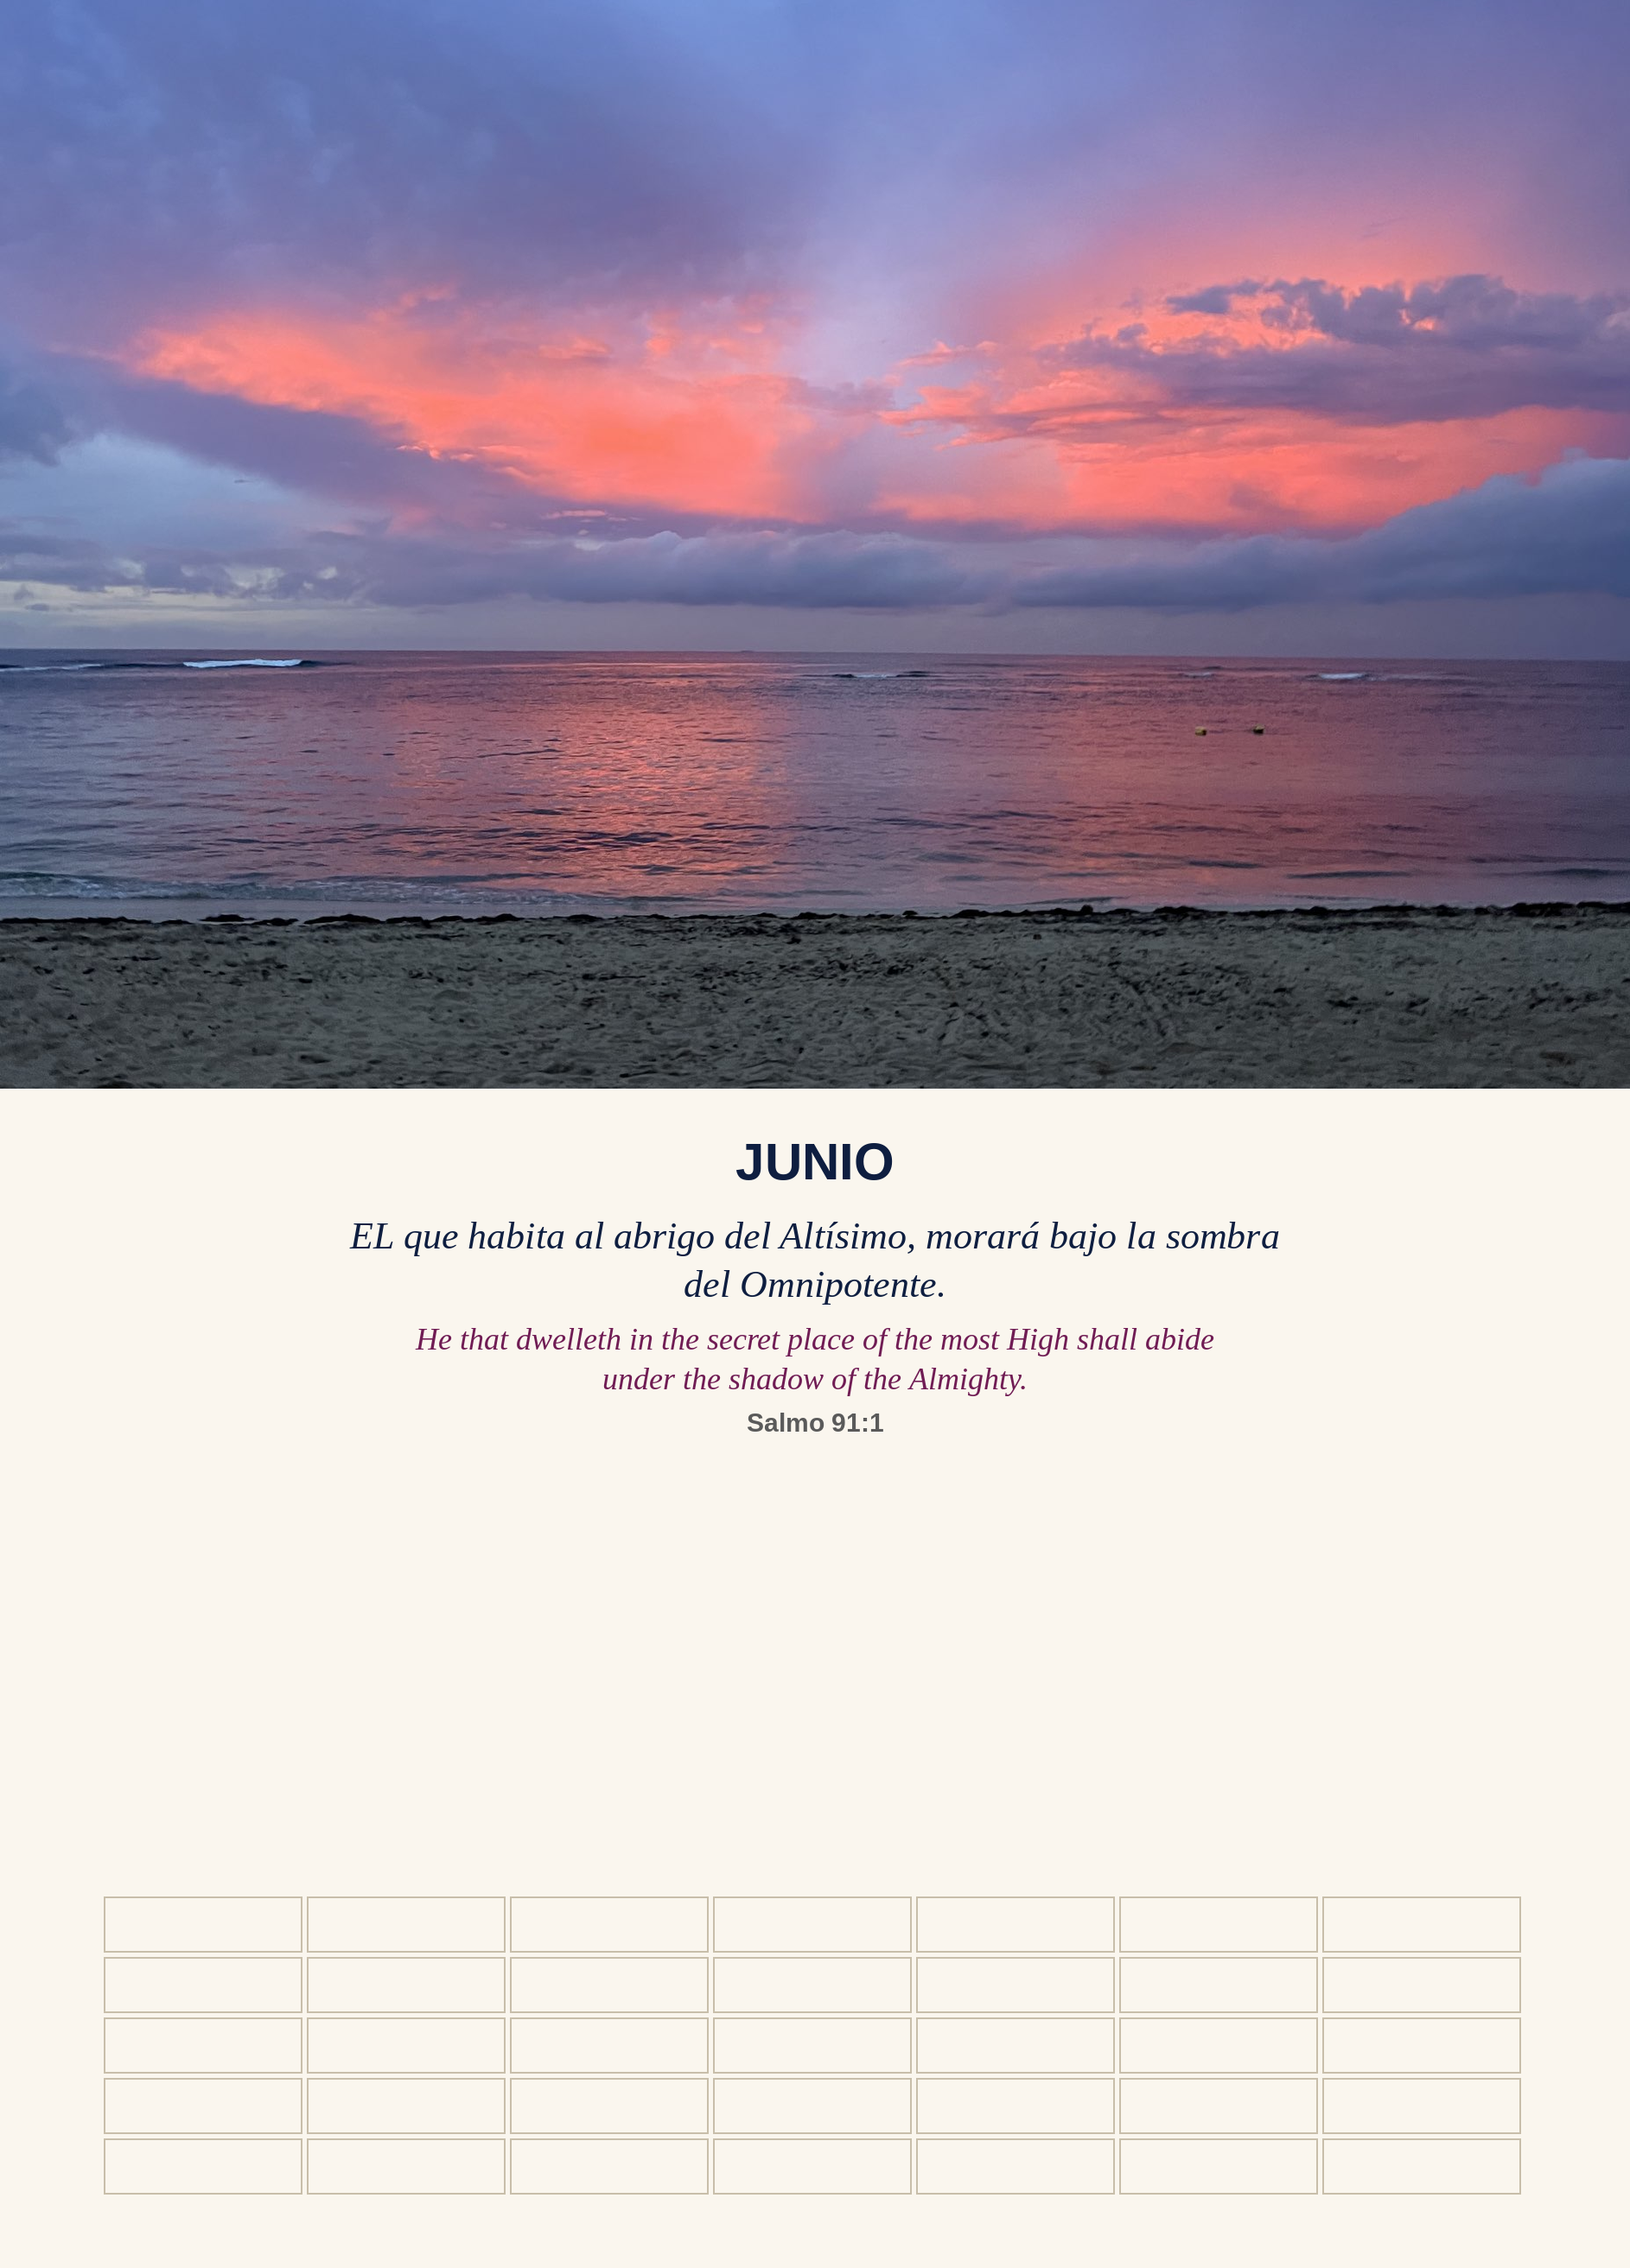 JUNIO
EL que habita al abrigo del Altísimo, morará bajo la sombra
del Omnipotente.
He that dwelleth in the secret place of the most High shall abide
under the shadow of the Almighty.
Salmo 91:1